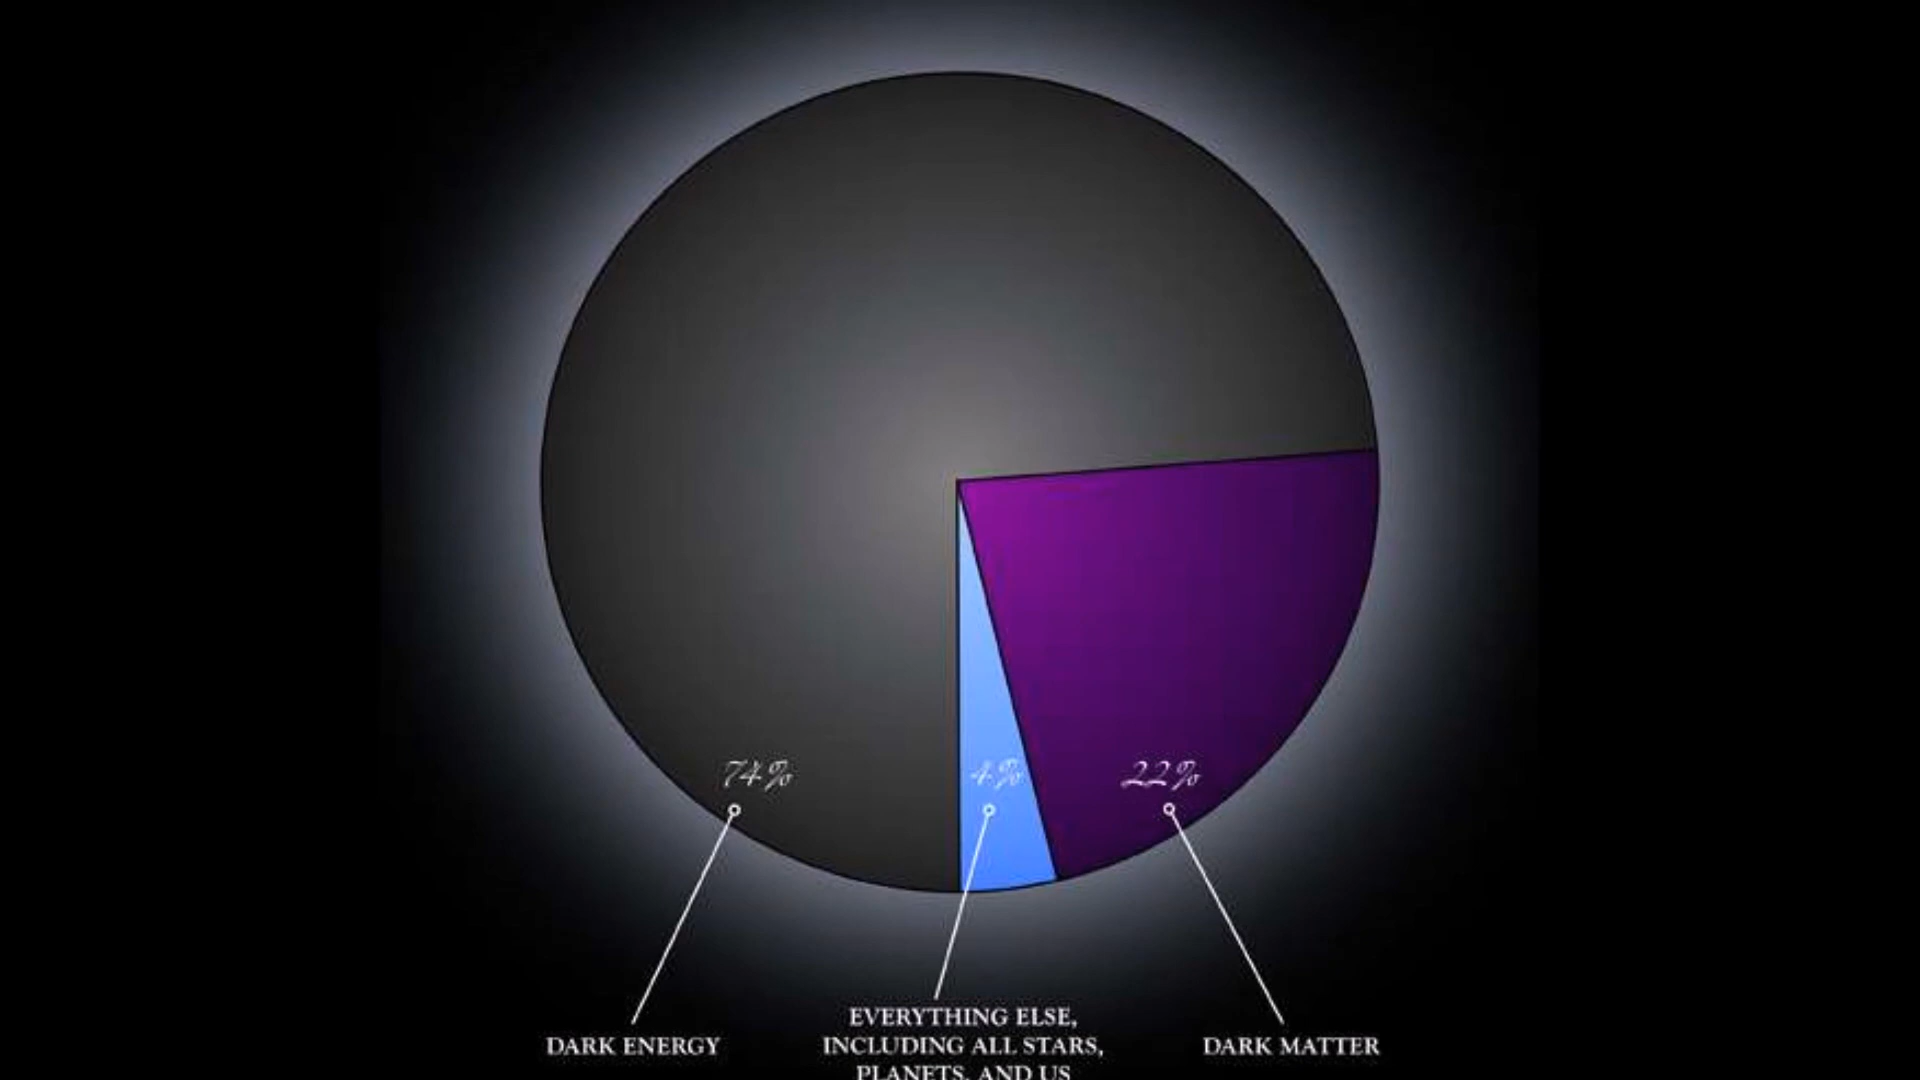 74%
4%
22%
DARK ENERGY
EVERYTHING ELSE,
INCLUDING ALL STARS,
PLANETS, AND US
DARK MATTER